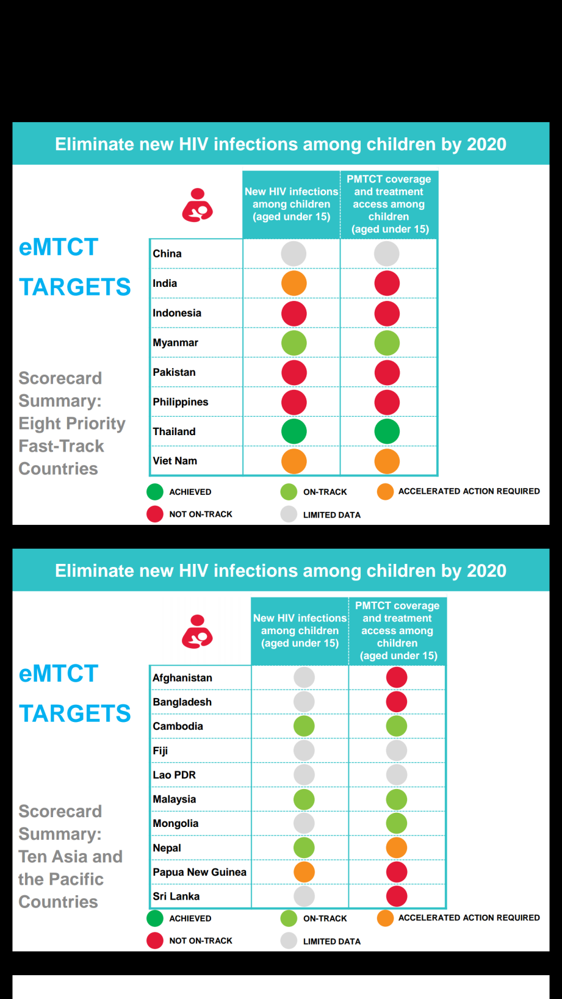 Eliminate new HIV infections among children by 2020
New HIV infections
among children
(aged under 15)
PMTCT coverage
and treatment
access among
children
(aged under 15)
eMTCT
TARGETS
Scorecard
Summary:
Eight Priority
Fast-Track
Countries
China
India
Indonesia
Myanmar
Pakistan
Philippines
Thailand
Viet Nam
ACHIEVED
ON-TRACK
ACCELERATED ACTION REQUIRED
NOT ON-TRACK
LIMITED DATA
Eliminate new HIV infections among children by 2020
New HIV infections
among children
(aged under 15)
PMTCT coverage
and treatment
access among
children
(aged under 15)
eMTCT
TARGETS
Scorecard
Summary:
Ten Asia and
the Pacific
Countries
Afghanistan
Bangladesh
Cambodia
Fiji
Lao PDR
Malaysia
Mongolia
Nepal
Papua New Guinea
Sri Lanka
ACHIEVED
ON-TRACK
ACCELERATED ACTION REQUIRED
NOT ON-TRACK
LIMITED DATA